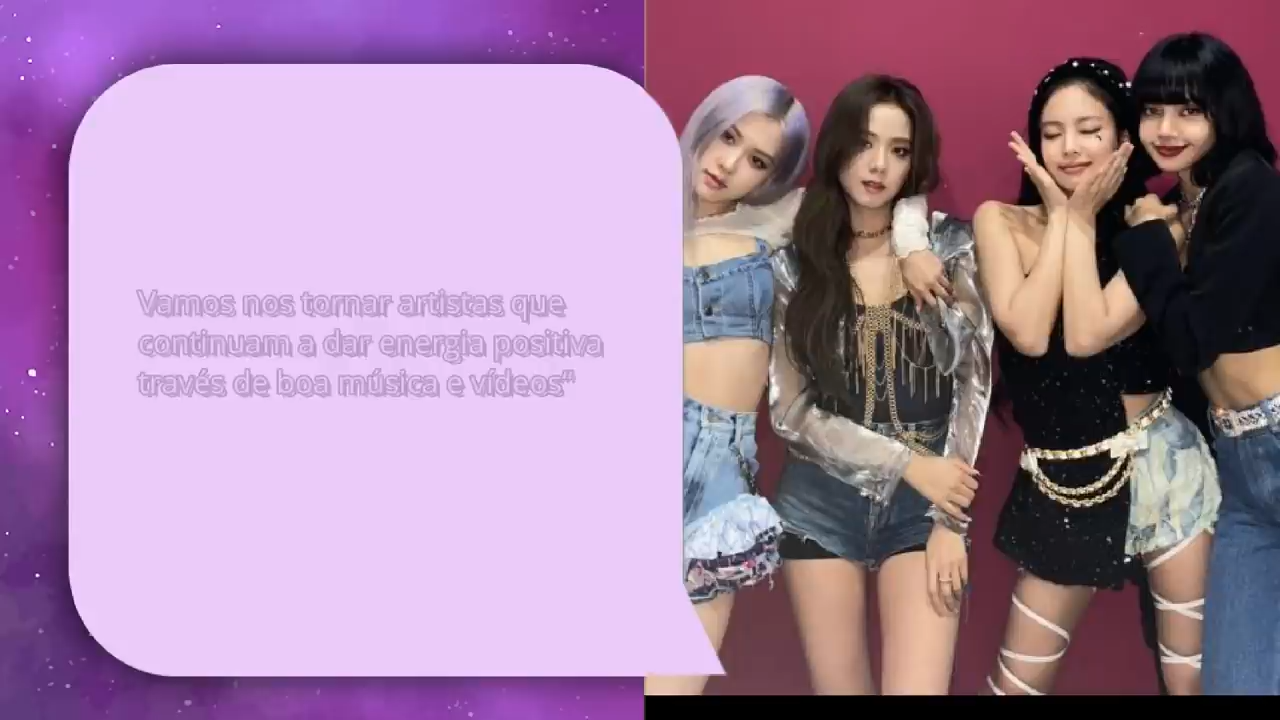 Vamos nos tornar artistas que
continuam a dar energia positiva
través de boa música e vídeos”